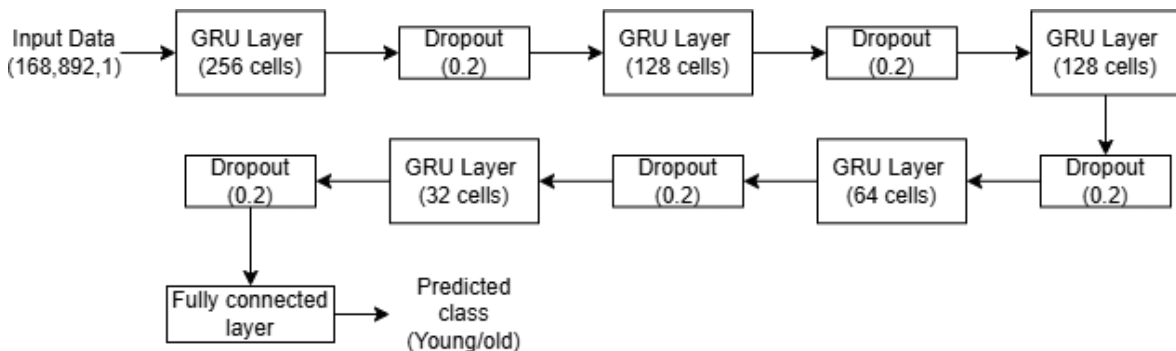 Input Data
(168,892,1)
GRU Layer
(256 cells)
Dropout
(0.2)
GRU Layer
(128 cells)
Dropout
(0.2)
GRU Layer
(128 cells)
Dropout
(0.2)
GRU Layer
(64 cells)
Dropout
(0.2)
GRU Layer
(32 cells)
Dropout
(0.2)
Fully connected
layer
Predicted
class
(Young/old)